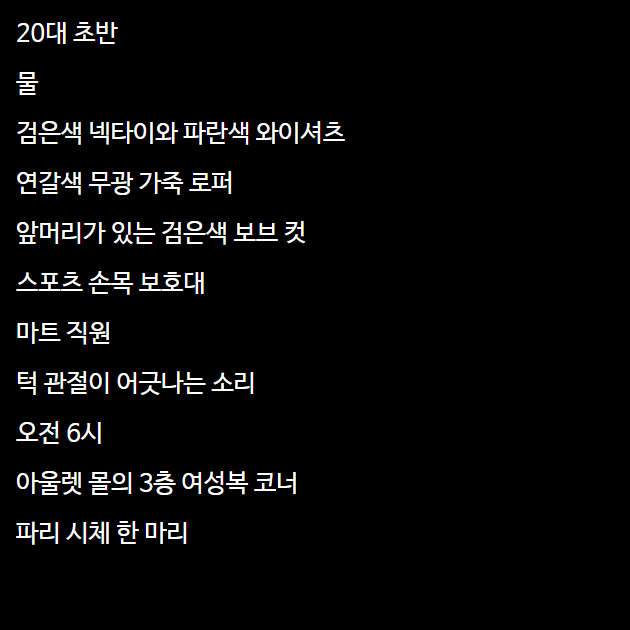 20대 초반
물
검은색 넥타이와 파란색 와이셔츠
연갈색 무광 가죽 로퍼
앞머리가 있는 검은색 보브 컷
스포츠 손목 보호대
마트 직원
턱 관절이 어긋나는 소리
오전 6시
아울렛 몰의 3층 여성복 코너
파리 시체 한 마리